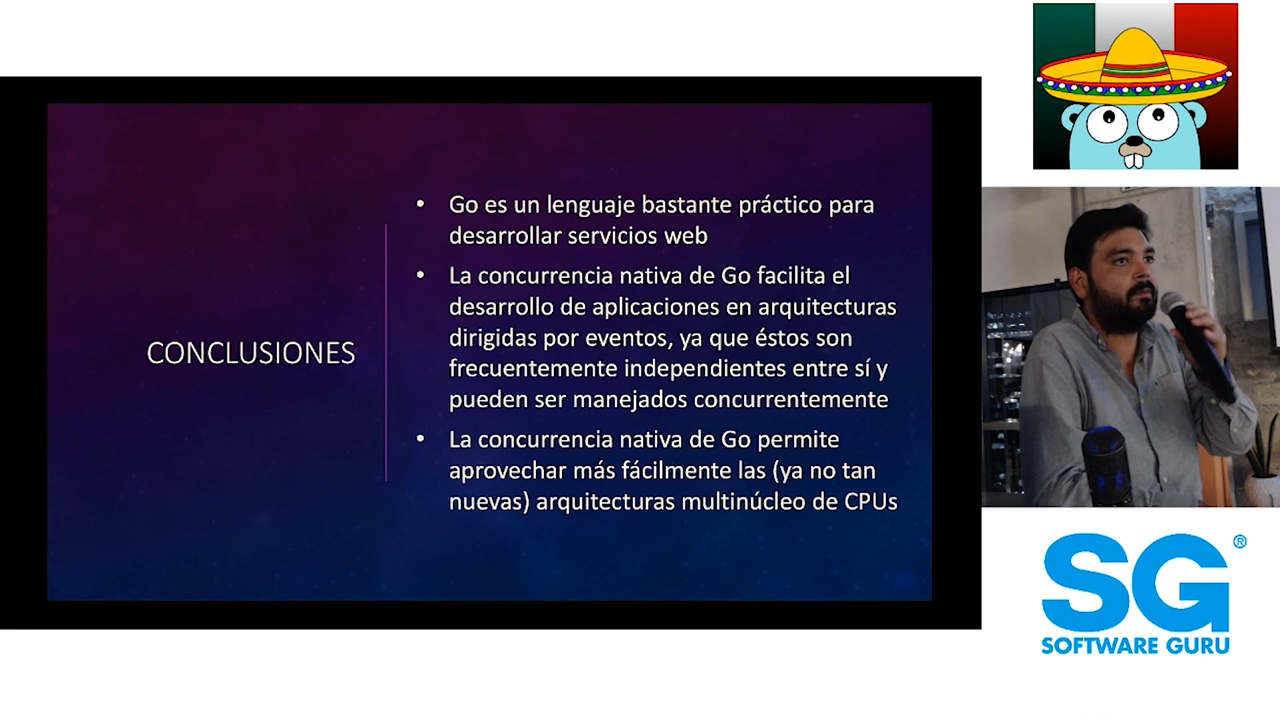 CONCLUSIONES
• Go es un lenguaje bastante práctico para
desarrollar servicios web
• La concurrencia nativa de Go facilita el
desarrollo de aplicaciones en arquitecturas
dirigidas por eventos, ya que éstos son
frecuentemente independientes entre sí y
pueden ser manejados concurrentemente
• La concurrencia nativa de Go permite
aprovechar más fácilmente las (ya no tan
nuevas) arquitecturas multinúcleo de CPUs
SG®
SOFTWARE GURU